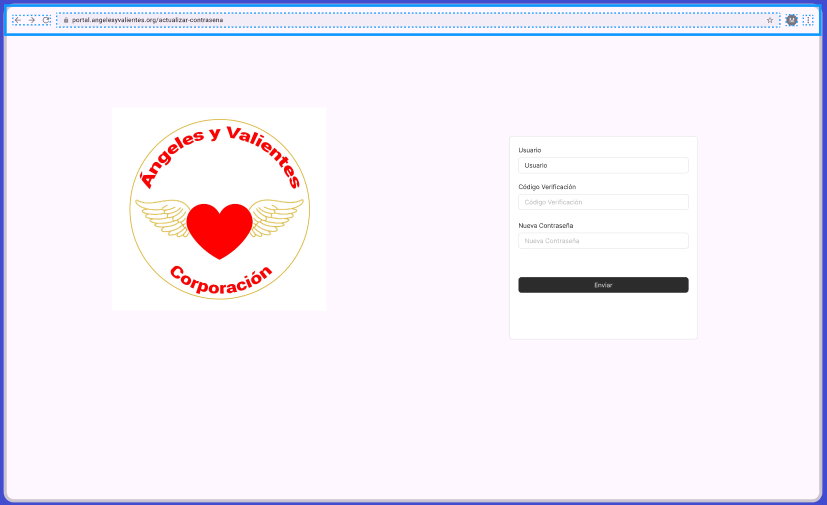 portal.angelesyvalientes.org/actualizar-contrasena
M
Ángeles y Valientes
Corporación
Usuario
Usuario
Código Verificación
Codigo Verificación
Nueva Contraseña
Nueva Contraseña
Enviar